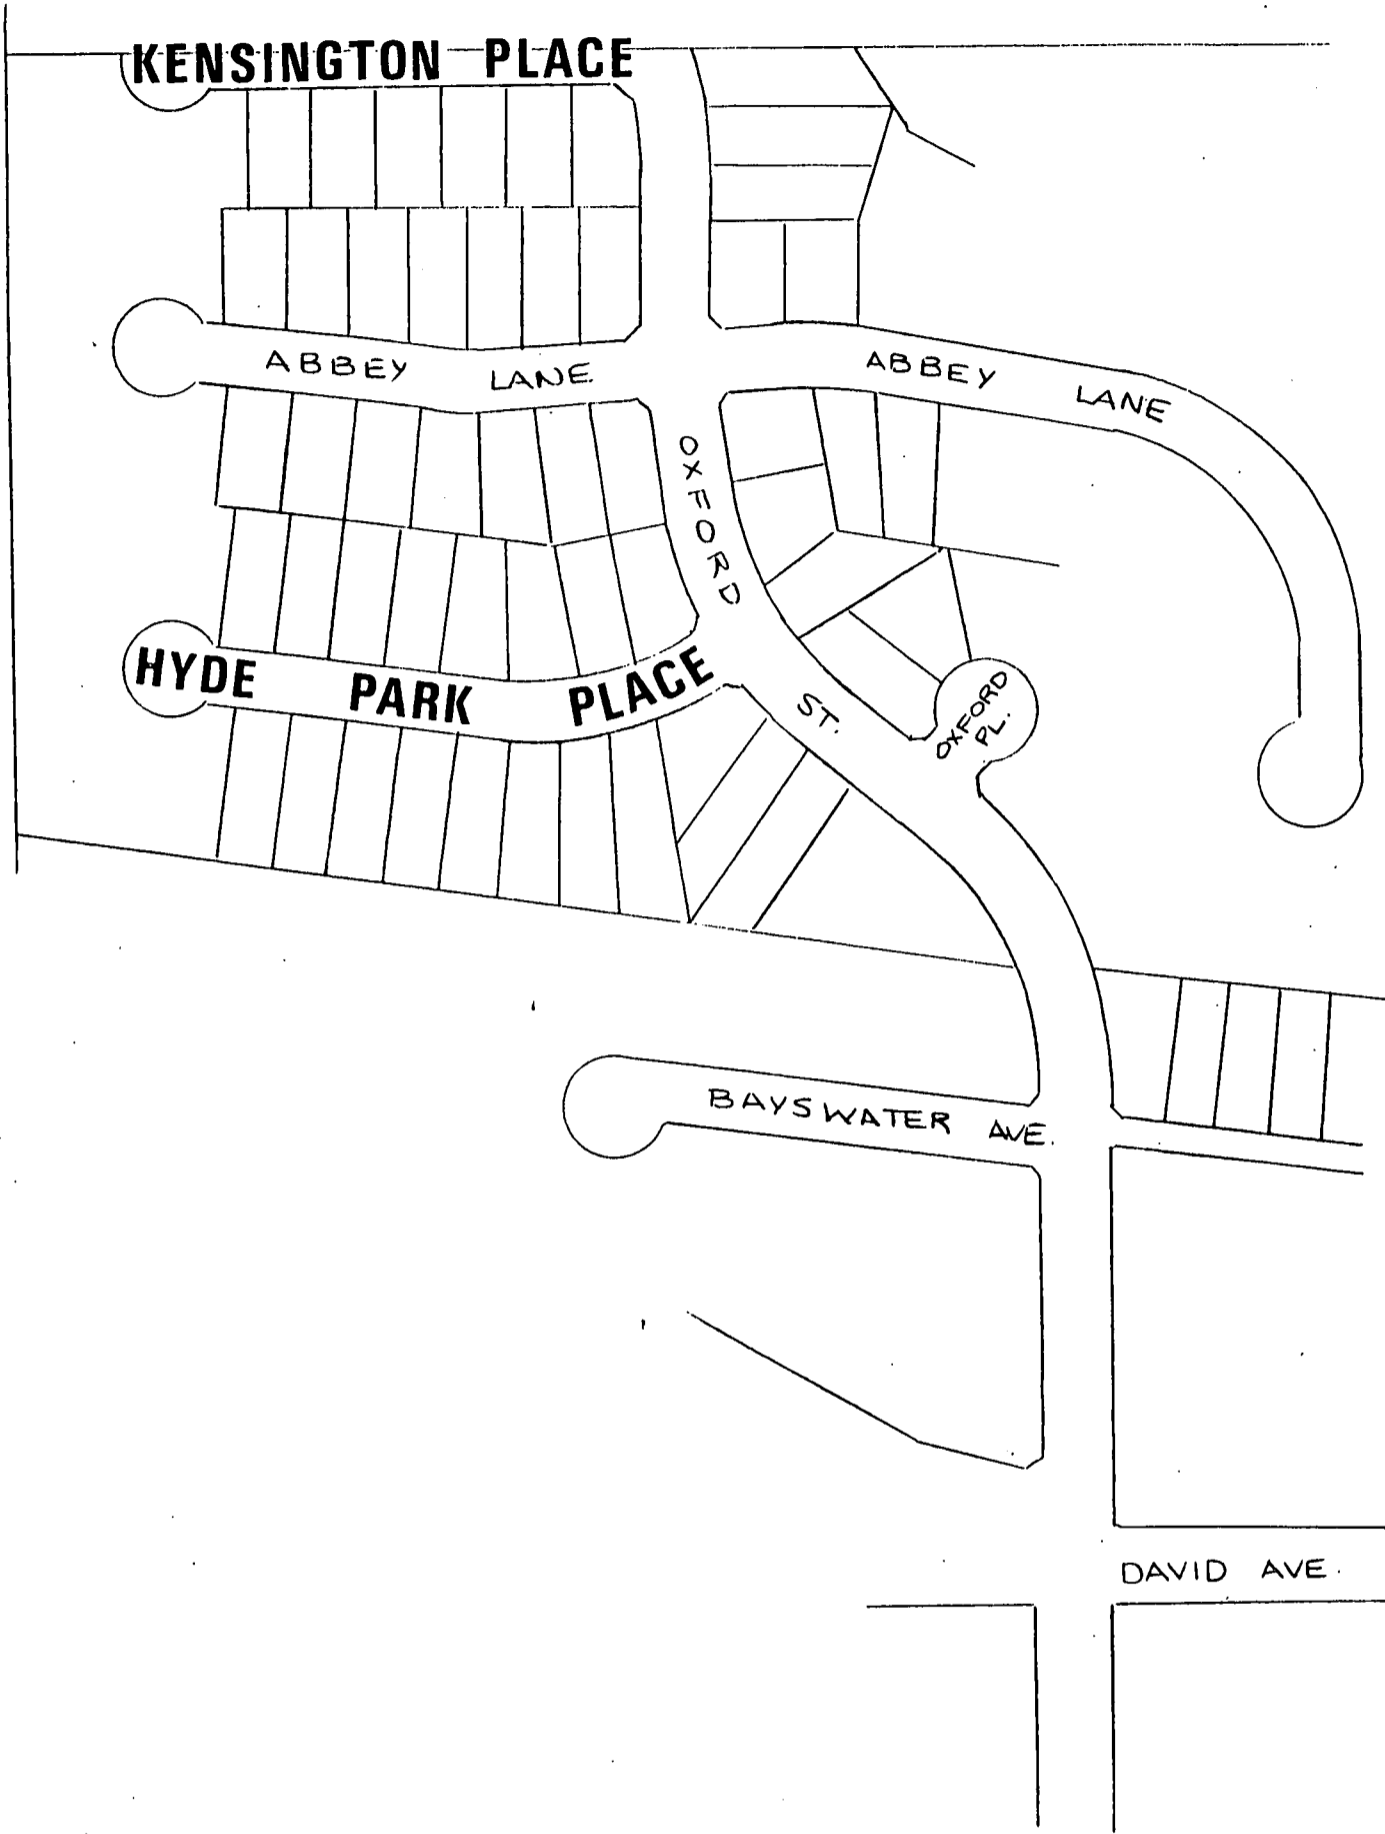 KENSINGTON PLACE
ABBEY LANE
ABBEY LANE
OXFORD ST.
HYDE PARK PLACE
OXFORD PL.
BAYSWATER AVE.
DAVID AVE.